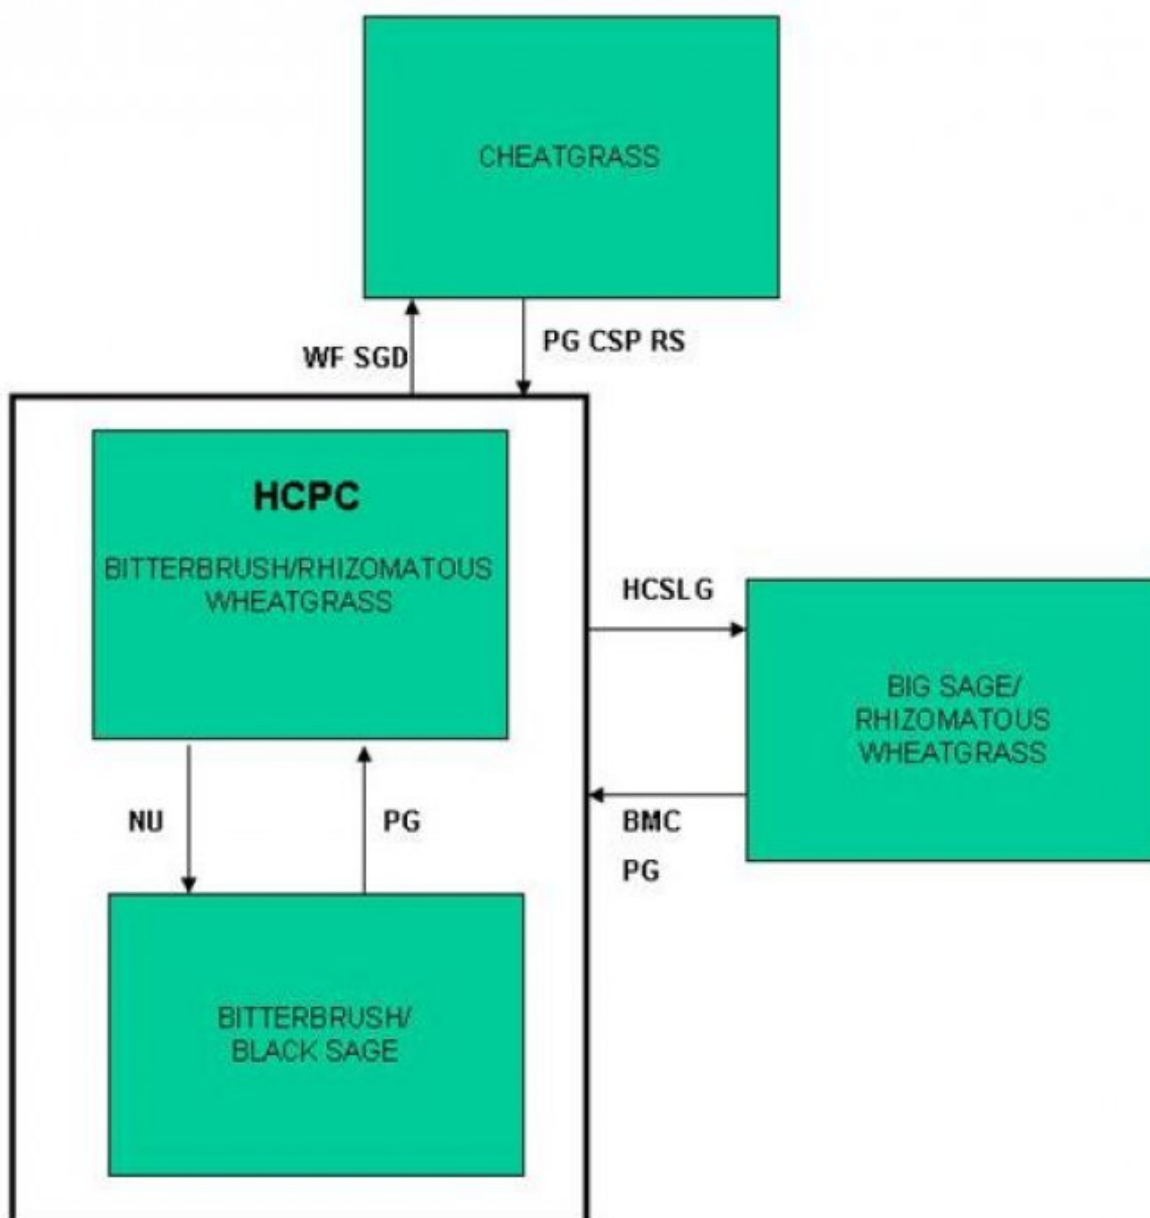 CHEATGRASS
WF SGD
PG CSP RS
HCPC
BITTERBRUSH/RHIZOMATOUS
WHEATGRASS
HCSLG
BIG SAGE/
RHIZOMATOUS
WHEATGRASS
NU
PG
BMC
PG
BITTERBRUSH/
BLACK SAGE